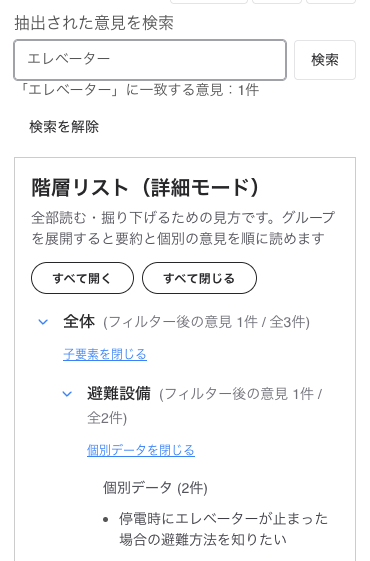 抽出された意見を検索
エレベーター
検索
「エレベーター」に一致する意見：1件
検索を解除
階層リスト（詳細モード）
全部読む・掘り下げるための見方です。グループ
を展開すると要約と個別の意見を順に読めます
すべて開く
すべて閉じる
全体 (フィルター後の意見 1件 / 全3件)
子要素を閉じる
避難設備 (フィルター後の意見 1件 /
全2件)
個別データを閉じる
個別データ (2件)
• 停電時にエレベーターが止まった
場合の避難方法を知りたい